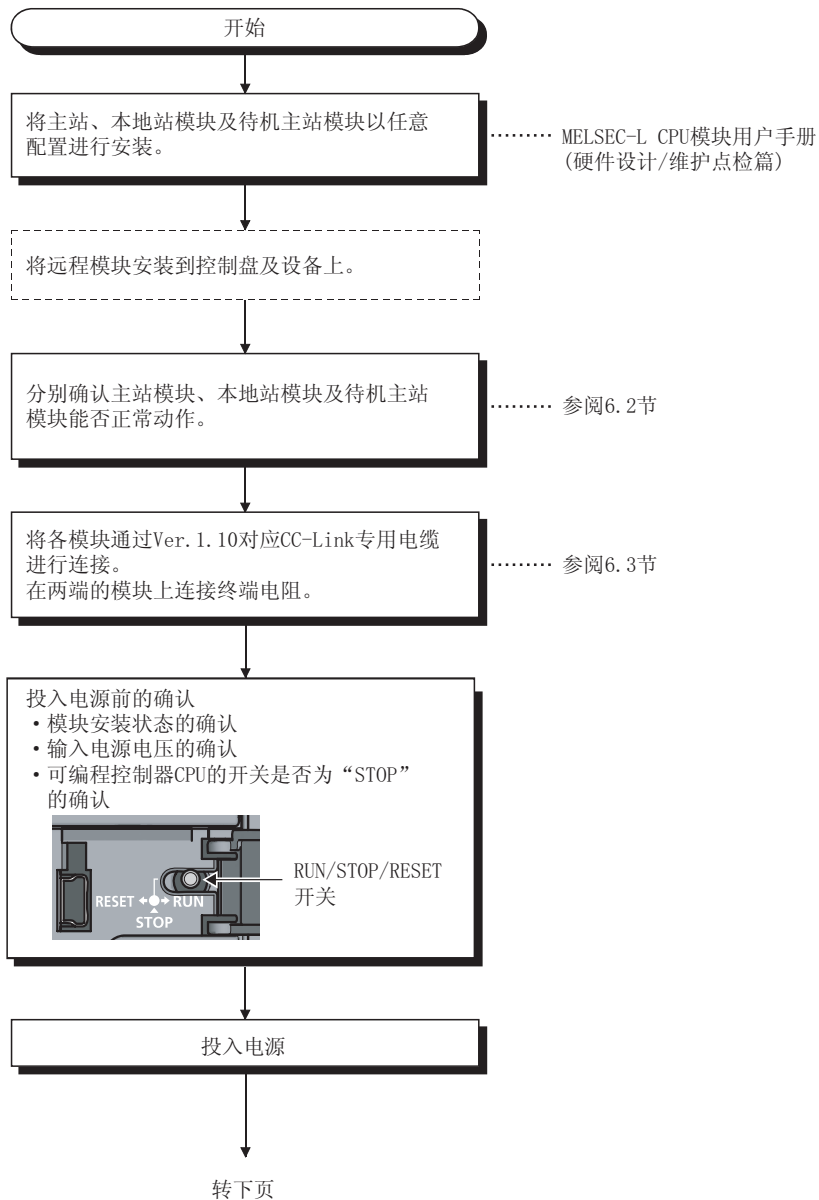 开始
将主站、本地站模块及待机主站模块以任意
配置进行安装。
········· MELSEC-L CPU模块用户手册
(硬件设计/维护点检篇)
将远程模块安装到控制盘及设备上。
分别确认主站模块、本地站模块及待机主站
模块能否正常动作。
········· 参阅6.2节
将各模块通过Ver.1.10对应CC-Link专用电缆
进行连接。
在两端的模块上连接终端电阻。
········· 参阅6.3节
投入电源前的确认
・模块安装状态的确认
・输入电源电压的确认
・可编程控制器CPU的开关是否为“STOP”
的确认
RESET RUN
STOP
RUN/STOP/RESET
开关
投入电源
转下页